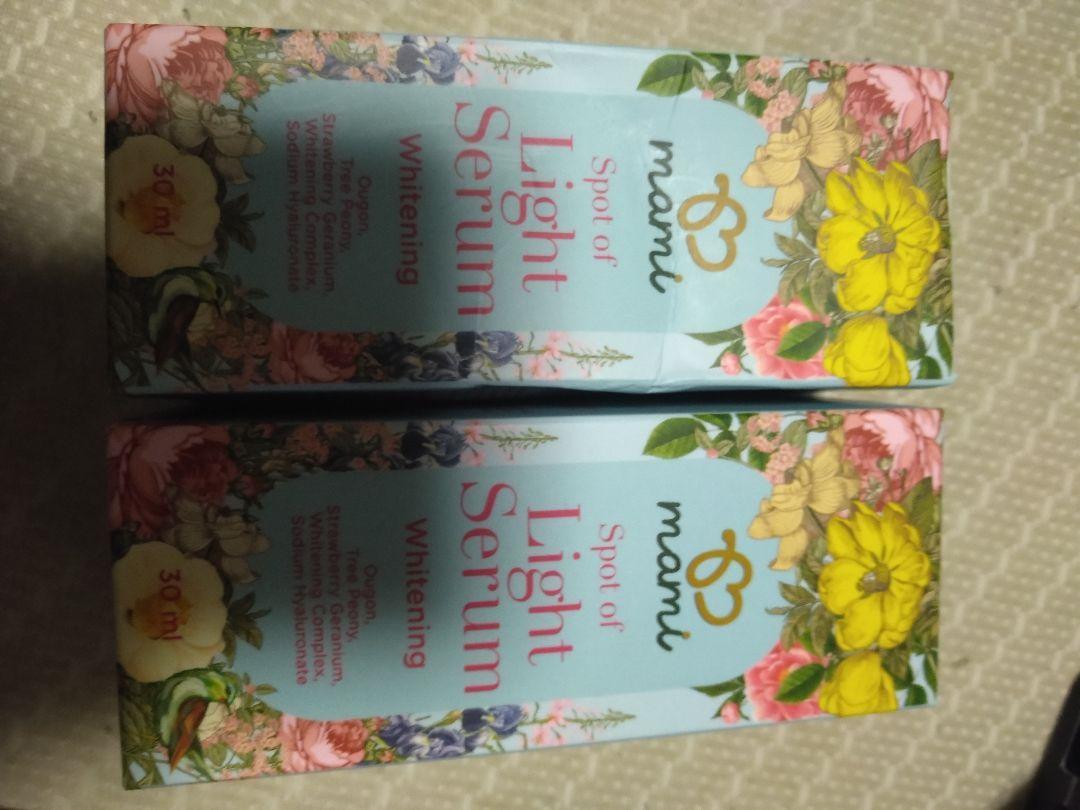 mami
Spot of
Light
Serum
Whitening
Ougon,
Tree Peony,
Strawberry Geranium,
Whitening Complex,
Sodium Hyaluronate
30 ml
mami
Spot of
Light
Serum
Whitening
Ougon,
Tree Peony,
Strawberry Geranium,
Whitening Complex,
Sodium Hyaluronate
30 ml